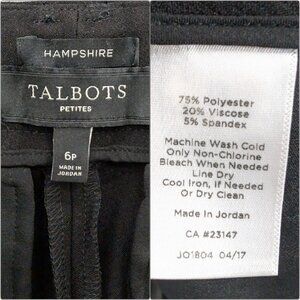 HAMPSHIRE
TALBOTS
PETITES
6P
MADE IN
JORDAN
75% Polyester
20% Viscose
5% Spandex
Machine Wash Cold
Only Non-Chlorine
Bleach When Needed
Line Dry
Cool Iron, If Needed
Or Dry Clean
Made In Jordan
CA #23147
JO1804 04/17